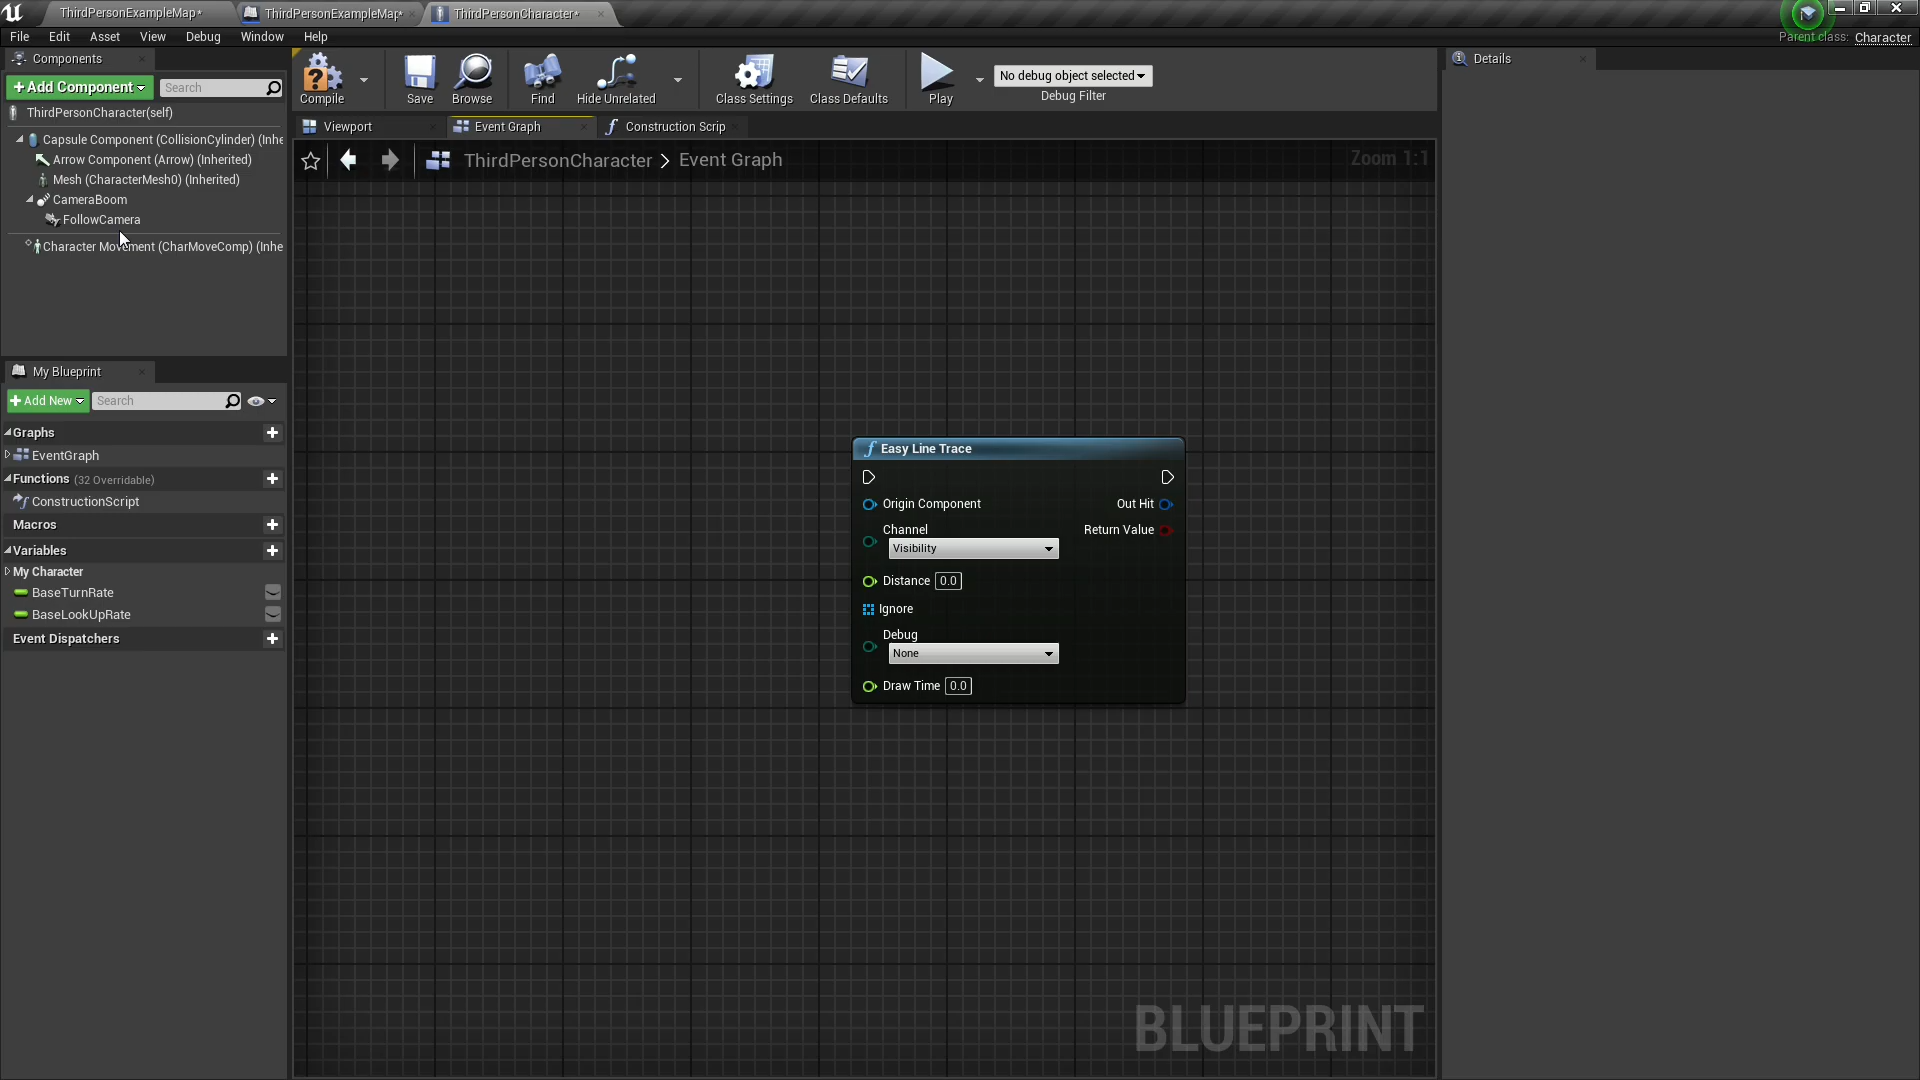 ThirdPersonExampleMap*
ThirdPersonExampleMap*
ThirdPersonCharacter*
File Edit Asset View Debug Window Help
Parent class: Character
Components
+Add Component
Search
ThirdPersonCharacter(self)
Capsule Component (CollisionCylinder) (Inhe
Arrow Component (Arrow) (Inherited)
Mesh (CharacterMesh0) (Inherited)
CameraBoom
FollowCamera
Character Movement (CharMoveComp) (Inhe
My Blueprint
+Add New
Search
Graphs
EventGraph
Functions (32 Overridable)
ConstructionScript
Macros
Variables
My Character
BaseTurnRate
BaseLookUpRate
Event Dispatchers
Compile
Save
Browse
Find
Hide Unrelated
Class Settings
Class Defaults
Play
No debug object selected
Debug Filter
Viewport
Event Graph
Construction Scrip
ThirdPersonCharacter > Event Graph
Zoom 1:1
Easy Line Trace
Origin Component
Out Hit
Channel
Visibility
Return Value
Distance 0.0
Ignore
Debug
None
Draw Time 0.0
BLUEPRINT
Details